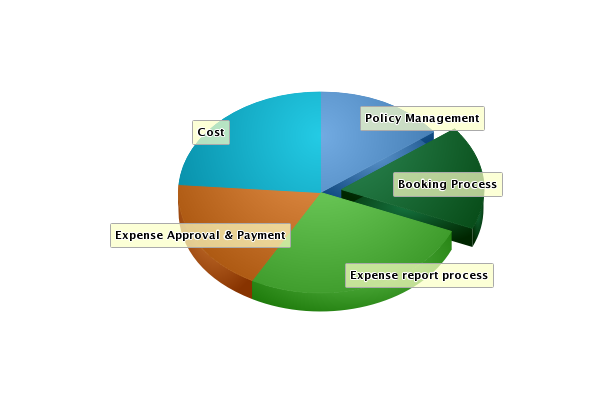 Policy Management
Cost
Booking Process
Expense Approval & Payment
Expense report process